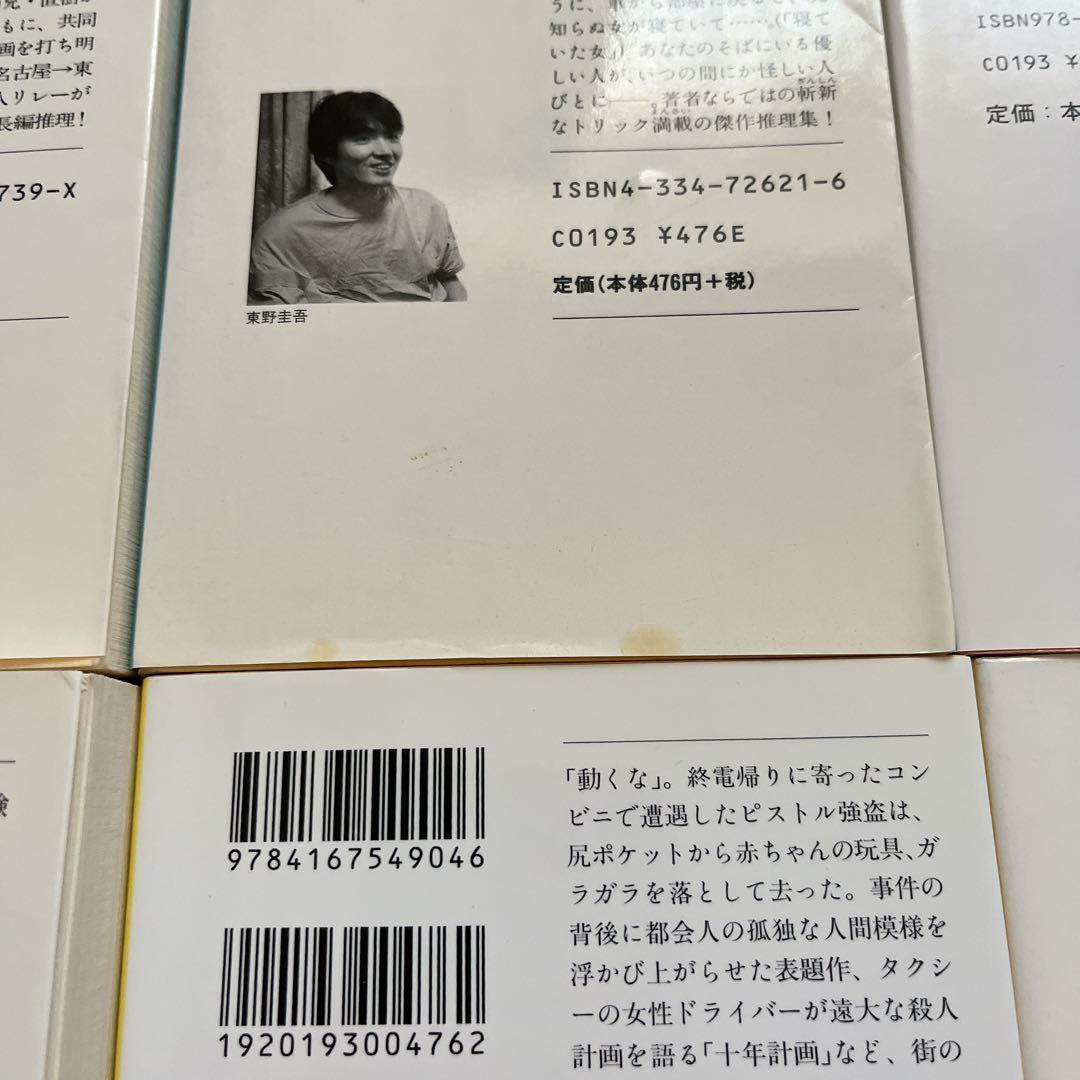 もに、共同
画を打ち明
名古屋→東
人リレーが
長編推理！
739-X
知らぬ女が寝ていて……。(「寝て
いた女」) あなたのそばにいる優
しい人が、いつの間にか怪しい人
びとに――。著者ならではの斬新
なトリック満載の傑作推理集！
ISBN4-334-72621-6
C0193 ¥476E
定価(本体476円+税)
東野圭吾
ISBN978-
C0193 ¥
定価：本
険
9784167549046
1920193004762
「動くな」。終電帰りに寄ったコン
ビニで遭遇したピストル強盗は、
尻ポケットから赤ちゃんの玩具、ガ
ラガラを落として去った。事件の
背後に都会人の孤独な人間模様を
浮かび上がらせた表題作、タクシ
ーの女性ドライバーが遠大な殺人
計画を語る「十年計画」など、街の